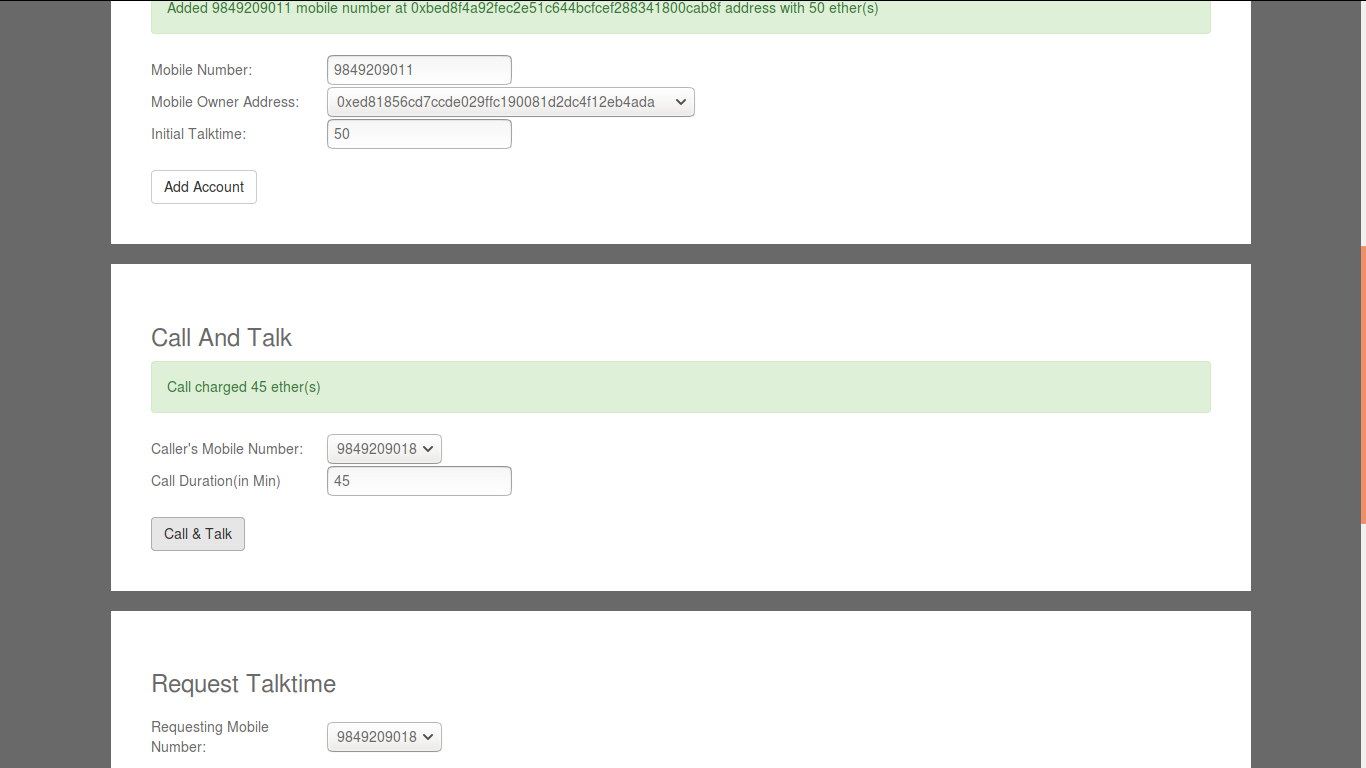 Added 9849209011 mobile number at 0xbed8f4a92fec2e51c644bcfcef288341800cab8f address with 50 ether(s)
Mobile Number: 9849209011
Mobile Owner Address: 0xed81856cd7ccde029ffc190081d2dc4f12eb4ada
Initial Talktime: 50
Add Account
Call And Talk
Call charged 45 ether(s)
Caller's Mobile Number: 9849209018
Call Duration(in Min) 45
Call & Talk
Request Talktime
Requesting Mobile
Number: 9849209018